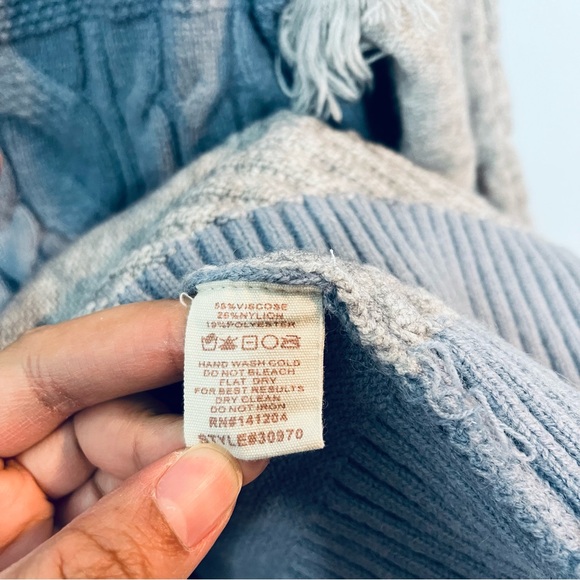 55%VISCOSE
26%NYLION
19%POLYESTER
HAND WASH COLD
DO NOT BLEACH
FLAT DRY
FOR BEST RESULTS
DRY CLEAN
DO NOT IRON
RN#141204
STYLE#30970